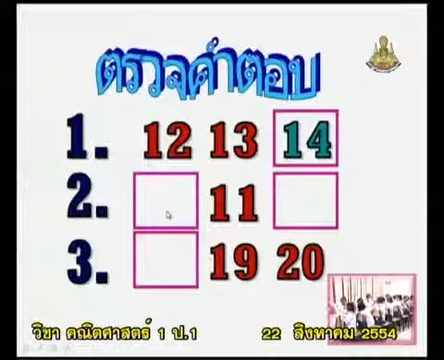 ตรวจคำตอบ
1. 12 13 14
2. 11
3. 19 20
วิชา คณิตศาสตร์ 1 ป.1 22 สิงหาคม 2554